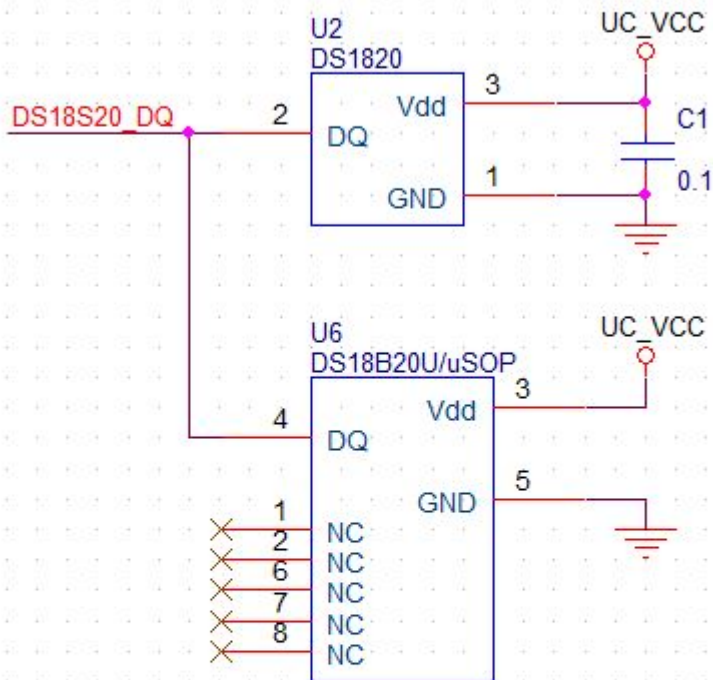 U2
DS1820
UC_VCC
DS18S20_DQ
2
DQ
Vdd
3
GND
1
C1
0.1
U6
DS18B20U/uSOP
UC_VCC
4
DQ
Vdd
3
GND
5
1
NC
2
NC
6
NC
7
NC
8
NC